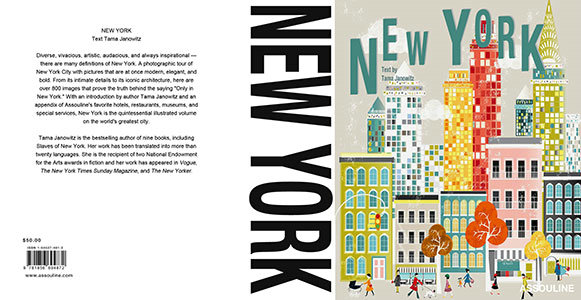 NEW YORK
Text Tama Janowitz
Diverse, vivacious, artistic, audacious, and always inspirational —
there are many definitions of New York. A photographic tour of
New York City with pictures that are at once modern, elegant, and
bold. From its intimate details to its iconic architecture, here are
over 800 images that prove the truth behind the saying "Only in
New York." With an introduction by author Tama Janowitz and an
appendix of Assouline's favorite hotels, restaurants, museums, and
special services, New York is the quintessential illustrated volume
on the world's greatest city.
Tama Janowitz is the bestselling author of nine books, including
Slaves of New York. Her work has been translated into more than
twenty languages. She is the recipient of two National Endowment
for the Arts awards in fiction and her work has appeared in Vogue,
The New York Times Sunday Magazine, and The New Yorker.
$50.00
www.assouline.com
NEW YORK
NEW YORK
Text by
Tama Janowitz
ASSOULINE